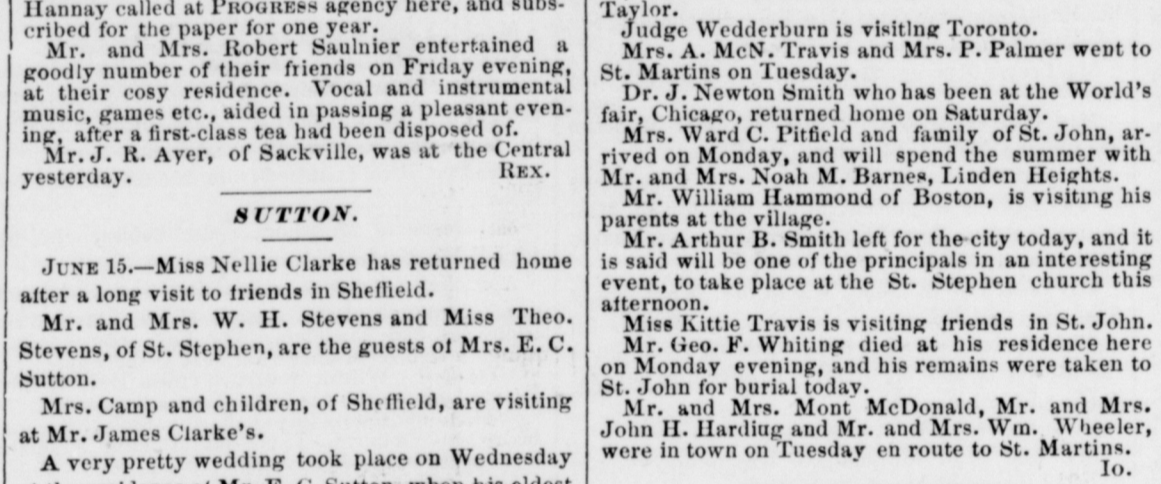 Hannay called at PROGRESS agency here, and subs-
cribed for the paper for one year.
Mr. and Mrs. Robert Saulnier entertained a
goodly number of their friends on Friday evening,
at their cosy residence. Vocal and instrumental
music, games etc., aided in passing a pleasant even-
ing, after a first-class tea had been disposed of.
Mr. J. R. Ayer, of Sackville, was at the Central
yesterday. REX.
SUTTON.
JUNE 15.—Miss Nellie Clarke has returned home
after a long visit to friends in Sheffield.
Mr. and Mrs. W. H. Stevens and Miss Theo.
Stevens, of St. Stephen, are the guests of Mrs. E. C.
Sutton.
Mrs. Camp and children, of Sheffield, are visiting
at Mr. James Clarke's.
A very pretty wedding took place on Wednesday
Taylor.
Judge Wedderburn is visiting Toronto.
Mrs. A. McN. Travis and Mrs. P. Palmer went to
St. Martins on Tuesday.
Dr. J. Newton Smith who has been at the World's
fair, Chicago, returned home on Saturday.
Mrs. Ward C. Pitfield and family of St. John, ar-
rived on Monday, and will spend the summer with
Mr. and Mrs. Noah M. Barnes, Linden Heights.
Mr. William Hammond of Boston, is visiting his
parents at the village.
Mr. Arthur B. Smith left for the city today, and it
is said will be one of the principals in an interesting
event, to take place at the St. Stephen church this
afternoon.
Miss Kittie Travis is visiting friends in St. John.
Mr. Geo. F. Whiting died at his residence here
on Monday evening, and his remains were taken to
St. John for burial today.
Mr. and Mrs. Mont McDonald, Mr. and Mrs.
John H. Harding and Mr. and Mrs. Wm. Wheeler,
were in town on Tuesday en route to St. Martins.
Io.